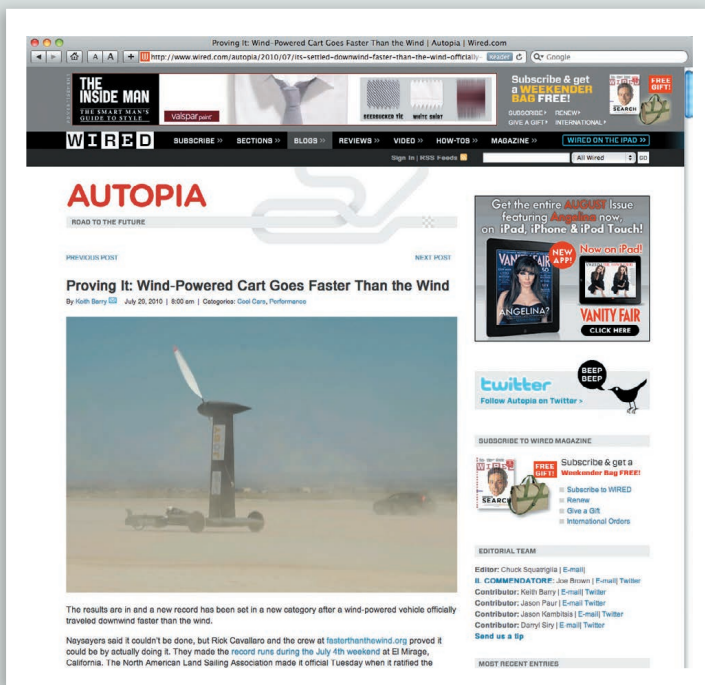 Proving It: Wind-Powered Cart Goes Faster Than the Wind | Autopia | Wired.com
A A + http://www.wired.com/autopia/2010/07/its-settled-downwind-faster-than-the-wind-officially- Reader Google
THE
INSIDE MAN
THE SMART MAN'S
GUIDE TO STYLE
valspar paint
SEERSUCKER TIE WHITE SHIRT
Subscribe & get
a WEEKENDER
BAG FREE!
SUBSCRIBE RENEW
GIVE A GIFT INTERNATIONAL
SEARCH
FREE
GIFT!
WIRED
SUBSCRIBE >> SECTIONS >> BLOGS >> REVIEWS >> VIDEO >> HOW-TOS >> MAGAZINE >> WIRED ON THE IPAD >>
Sign In | RSS Feeds All Wired GO
AUTOPIA
ROAD TO THE FUTURE
PREVIOUS POST NEXT POST
Proving It: Wind-Powered Cart Goes Faster Than the Wind
By Keith Barry July 29, 2010 | 8:00 am | Categories: Cool Cars, Performance
The results are in and a new record has been set in a new category after a wind-powered vehicle officially
traveled downwind faster than the wind.
Naysayers said it couldn't be done, but Rick Cavallaro and the crew at fasterthanthewind.org proved it
could be by actually doing it. They made the record runs during the July 4th weekend at El Mirage,
California. The North American Land Sailing Association made it official Tuesday when it ratified the
Get the entire AUGUST Issue
featuring Angelina now,
on iPad, iPhone & iPod Touch!
VANITY FAIR
ANGELINA?
NEW
APP!
Now on iPad!
VANITY FAIR
CLICK HERE
twitter
BEEP
BEEP
Follow Autopia on Twitter >
SUBSCRIBE TO WIRED MAGAZINE
WIRED
SEARCH
FREE
GIFT!
Subscribe & get a
Weekender Bag FREE!
Subscribe to WIRED
Renew
Give a Gift
International Orders
EDITORIAL TEAM
Editor: Chuck Squatriglia | E-mail|
IL COMMENDATORE: Joe Brown | E-mail| Twitter
Contributor: Keith Barry | E-mail| Twitter
Contributor: Jason Paur | E-mail| Twitter
Contributor: Jason Kambitsis | E-mail| Twitter
Contributor: Darryl Siry | E-mail| Twitter
Send us a tip
MOST RECENT ENTRIES